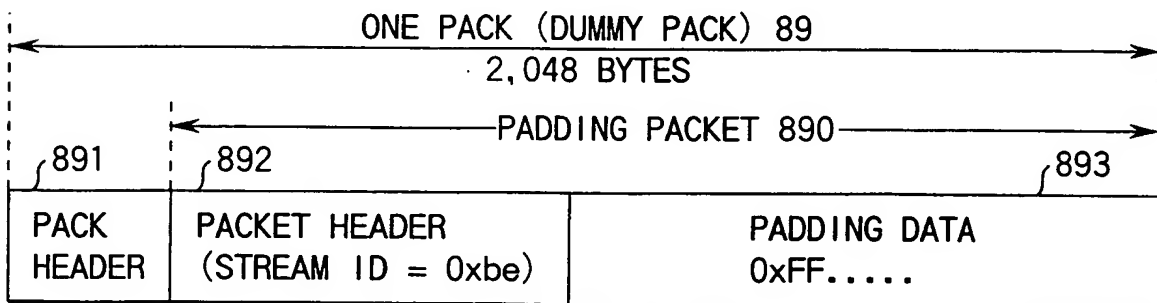 ONE PACK (DUMMY PACK) 89
2,048 BYTES
PADDING PACKET 890
891
892
893
PACK
HEADER
PACKET HEADER
(STREAM ID = 0xbe)
PADDING DATA
0xFF.....